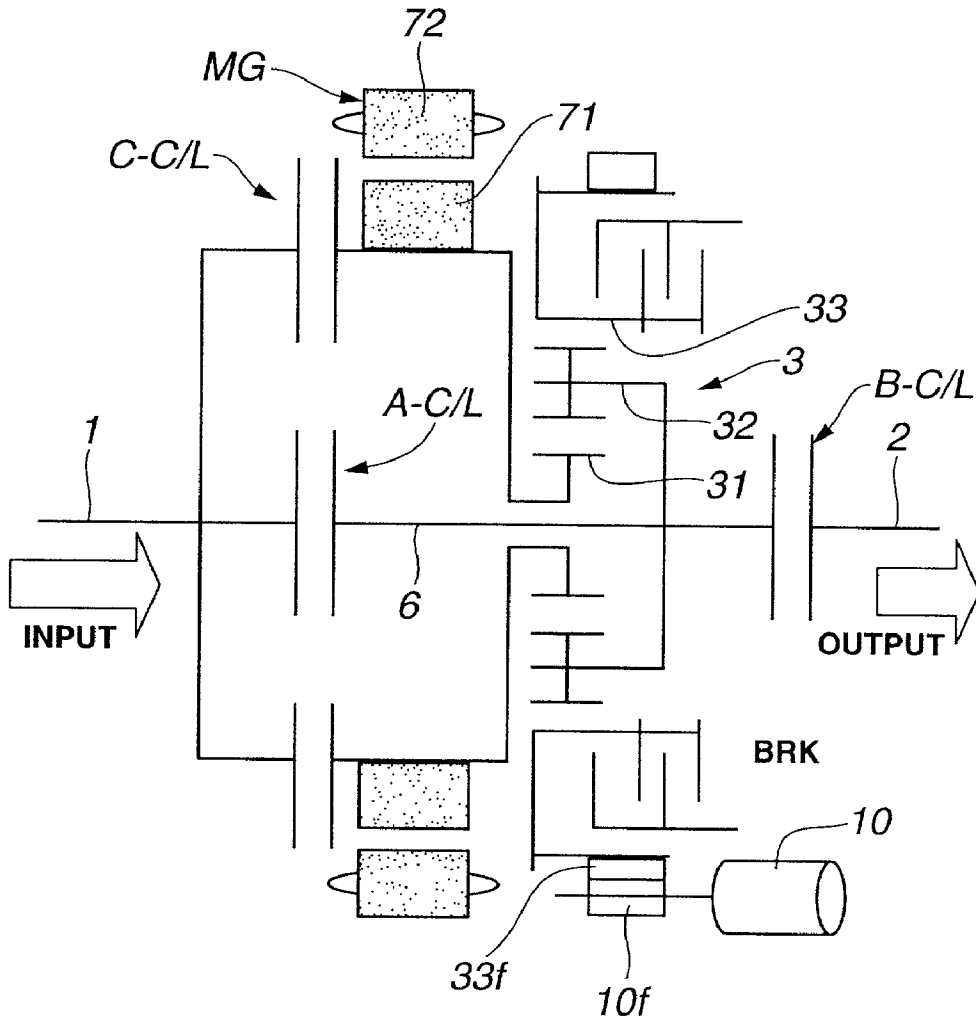 72
MG
71
C-C/L
33
3
A-C/L
B-C/L
32
1
2
31
6
INPUT
OUTPUT
BRK
10
33f
10f